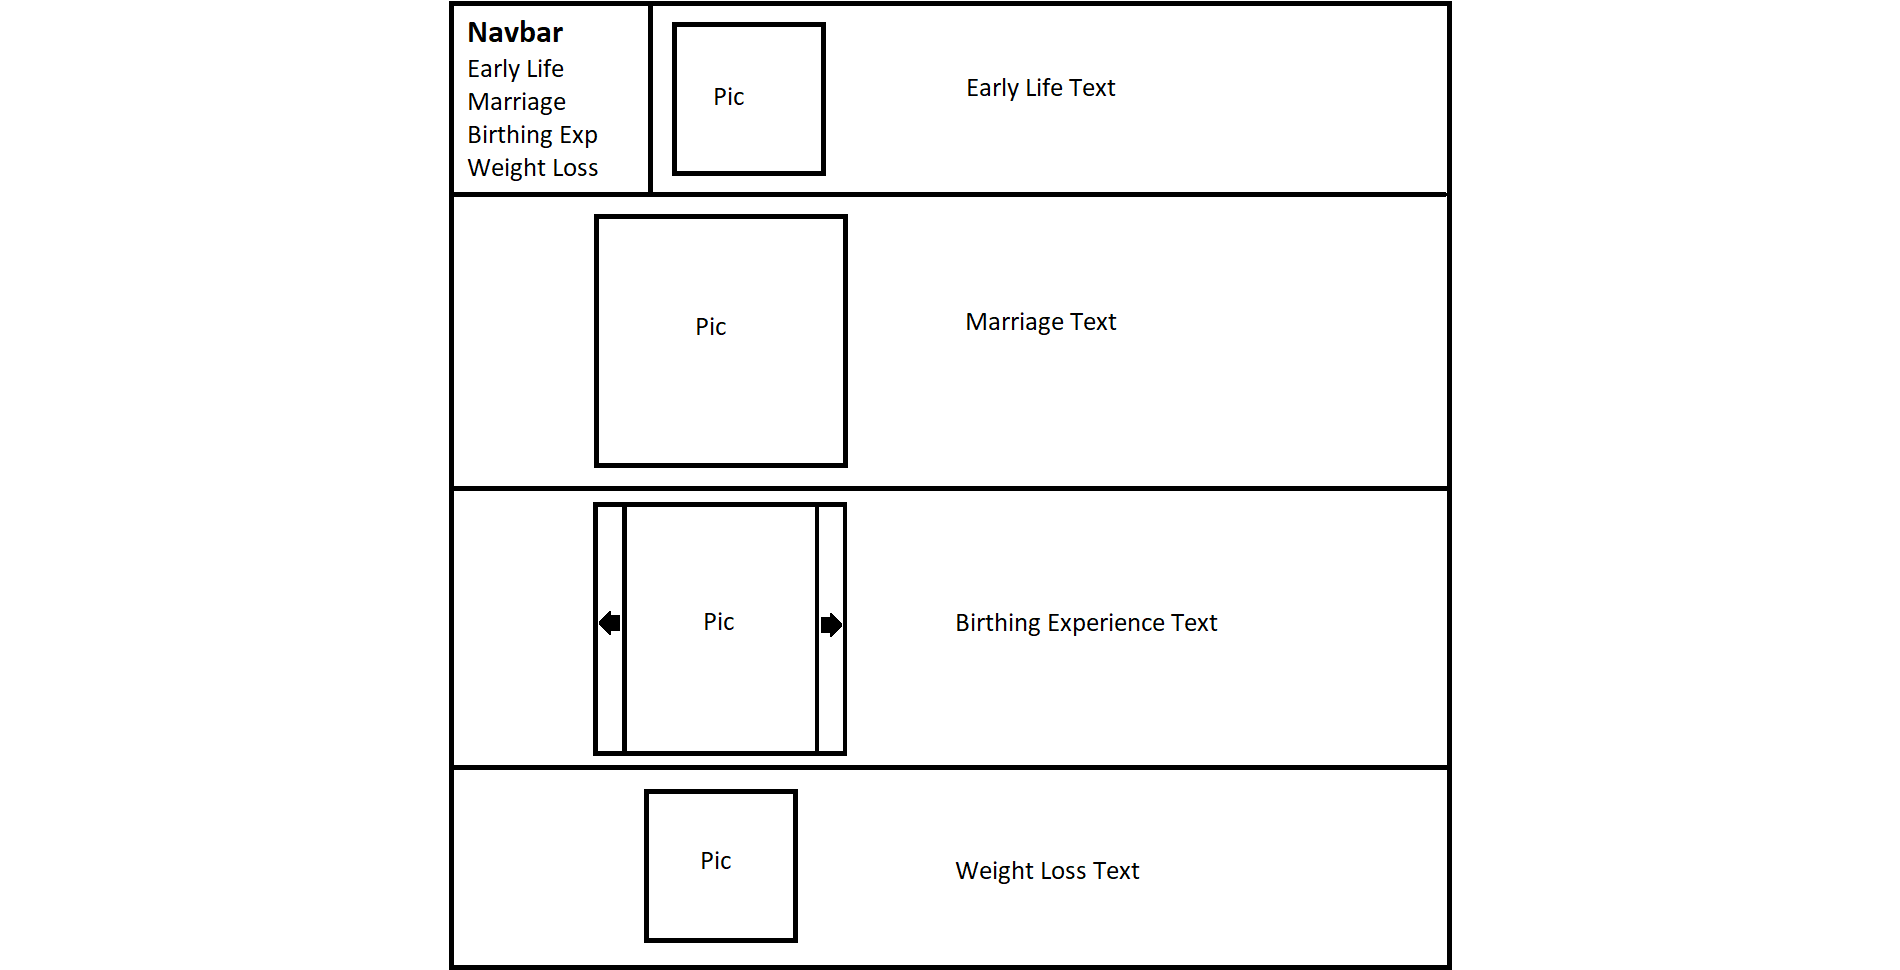 Navbar
Early Life
Marriage
Birthing Exp
Weight Loss
Pic
Early Life Text
Pic
Marriage Text
Pic
Birthing Experience Text
Pic
Weight Loss Text